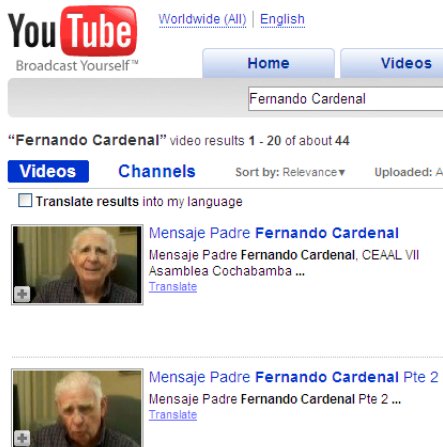 YouTube
Broadcast Yourself™
Worldwide (All) | English
Home
Videos
Fernando Cardenal
"Fernando Cardenal" video results 1 - 20 of about 44
Videos
Channels
Sort by: Relevance▼
Uploaded: A
Translate results into my language
Mensaje Padre Fernando Cardenal
Mensaje Padre Fernando Cardenal, CEAAL VII
Asamblea Cochabamba ...
Translate
Mensaje Padre Fernando Cardenal Pte 2
Mensaje Padre Fernando Cardenal Pte 2 ...
Translate